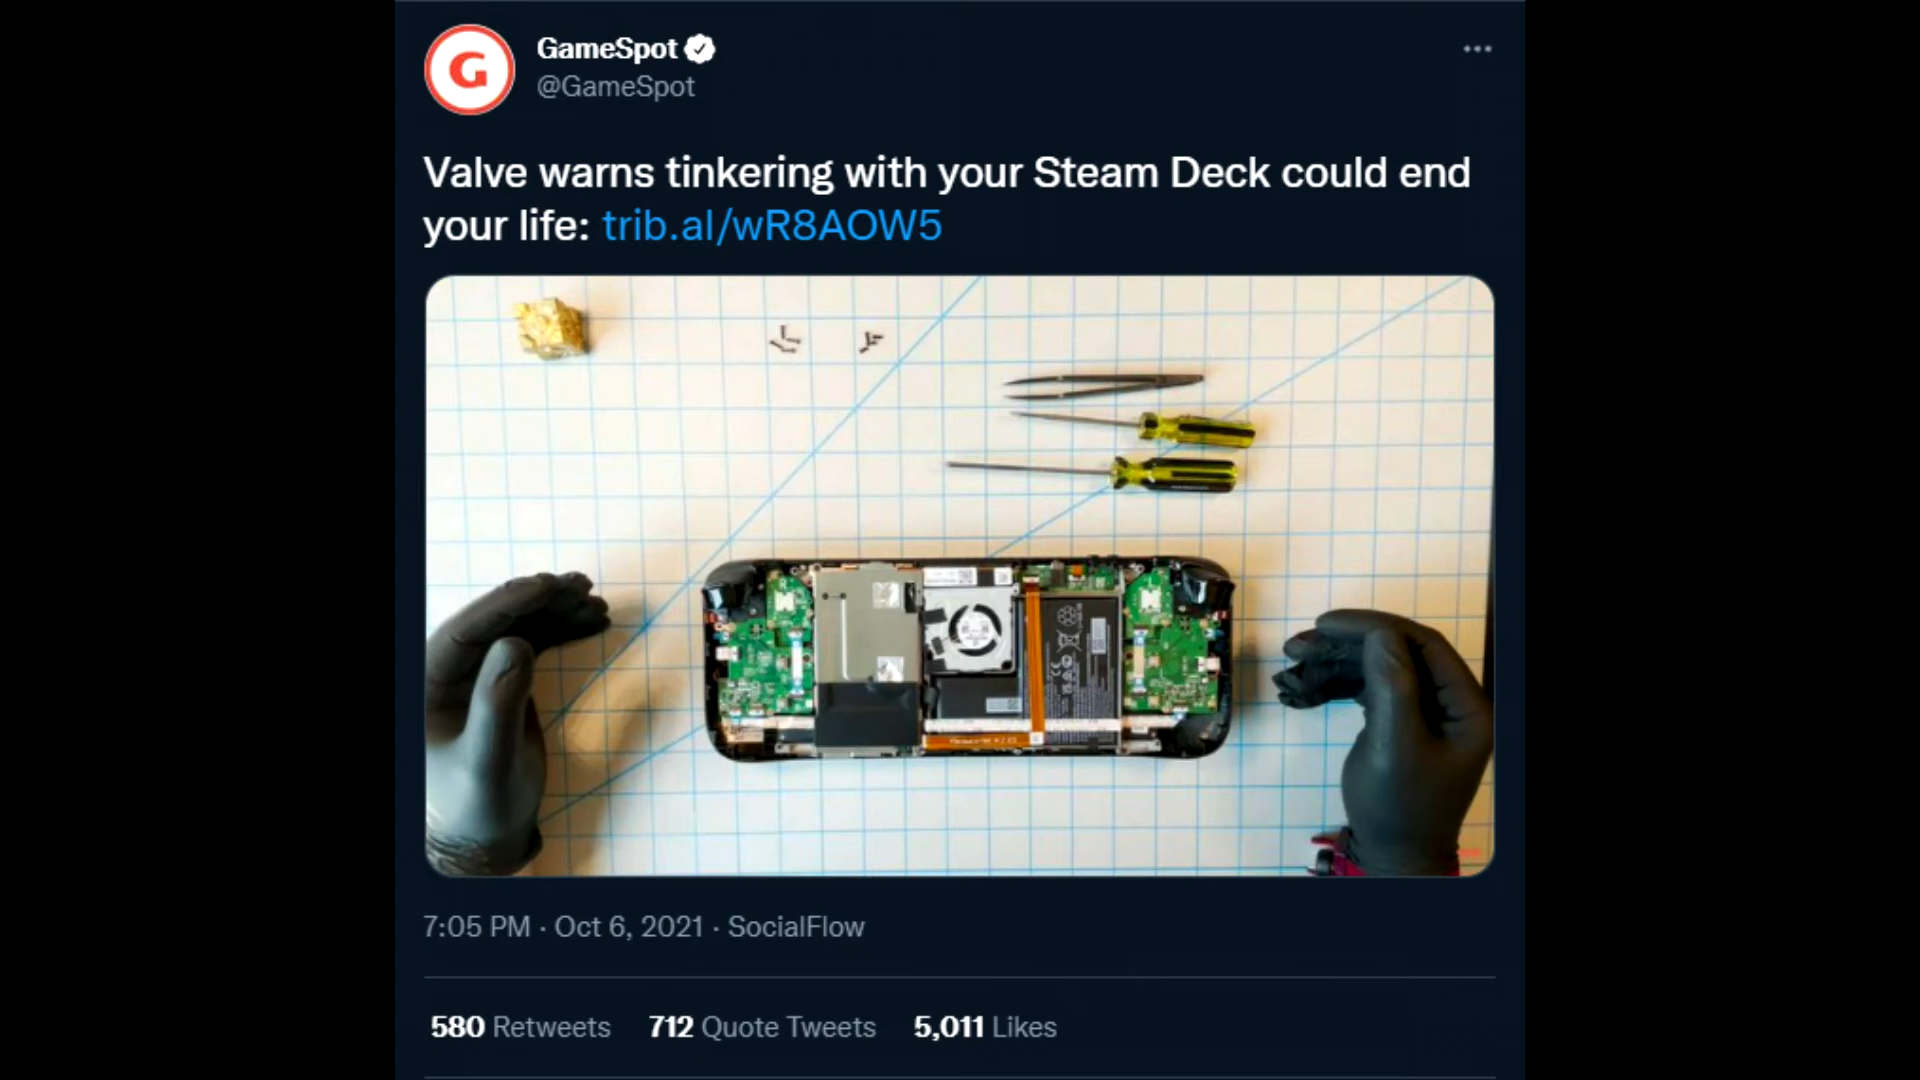 G
GameSpot
@GameSpot
Valve warns tinkering with your Steam Deck could end
your life: trib.al/wR8AOW5
R
7:05 PM · Oct 6, 2021 · SocialFlow
580 Retweets 712 Quote Tweets 5,011 Likes